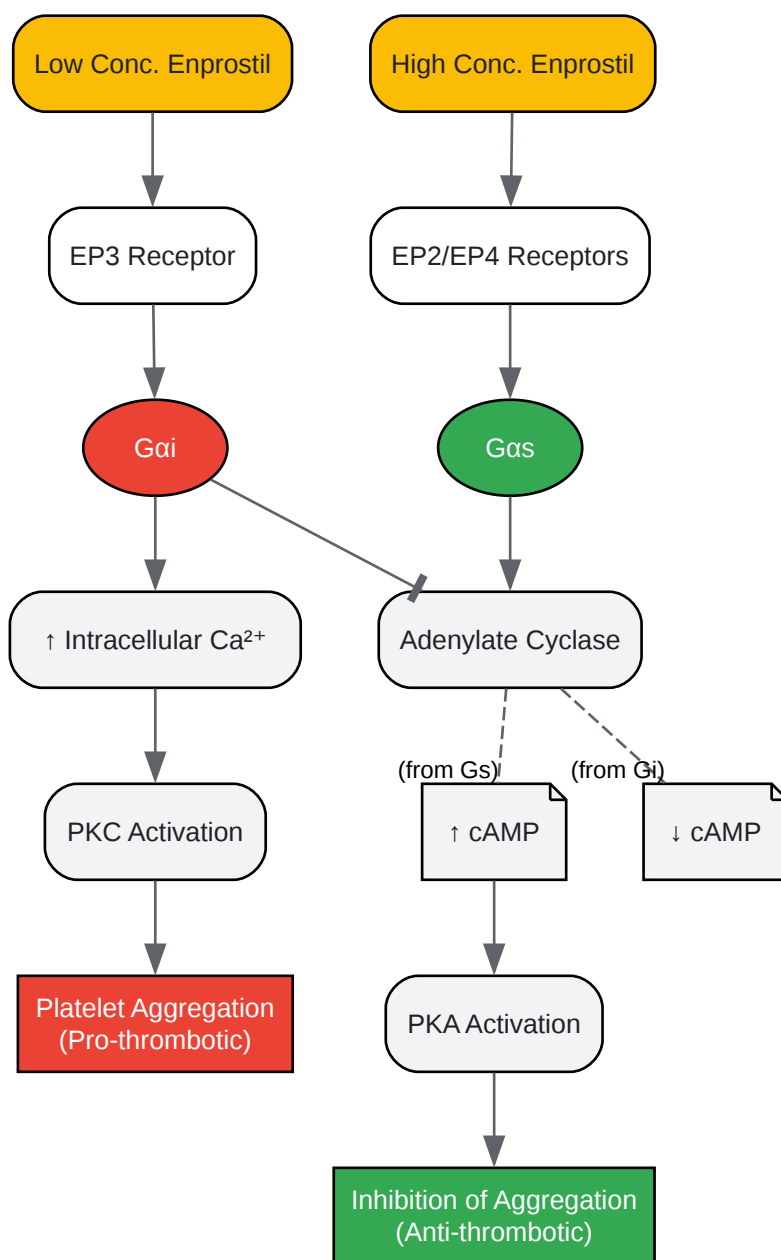 Low Conc. Enprostil
High Conc. Enprostil
EP3 Receptor
EP2/EP4 Receptors
Gαi
Gαs
↑ Intracellular Ca²⁺
Adenylate Cyclase
(from Gs)
(from Gi)
PKC Activation
↑ cAMP
↓ cAMP
Platelet Aggregation
(Pro-thrombotic)
PKA Activation
Inhibition of Aggregation
(Anti-thrombotic)